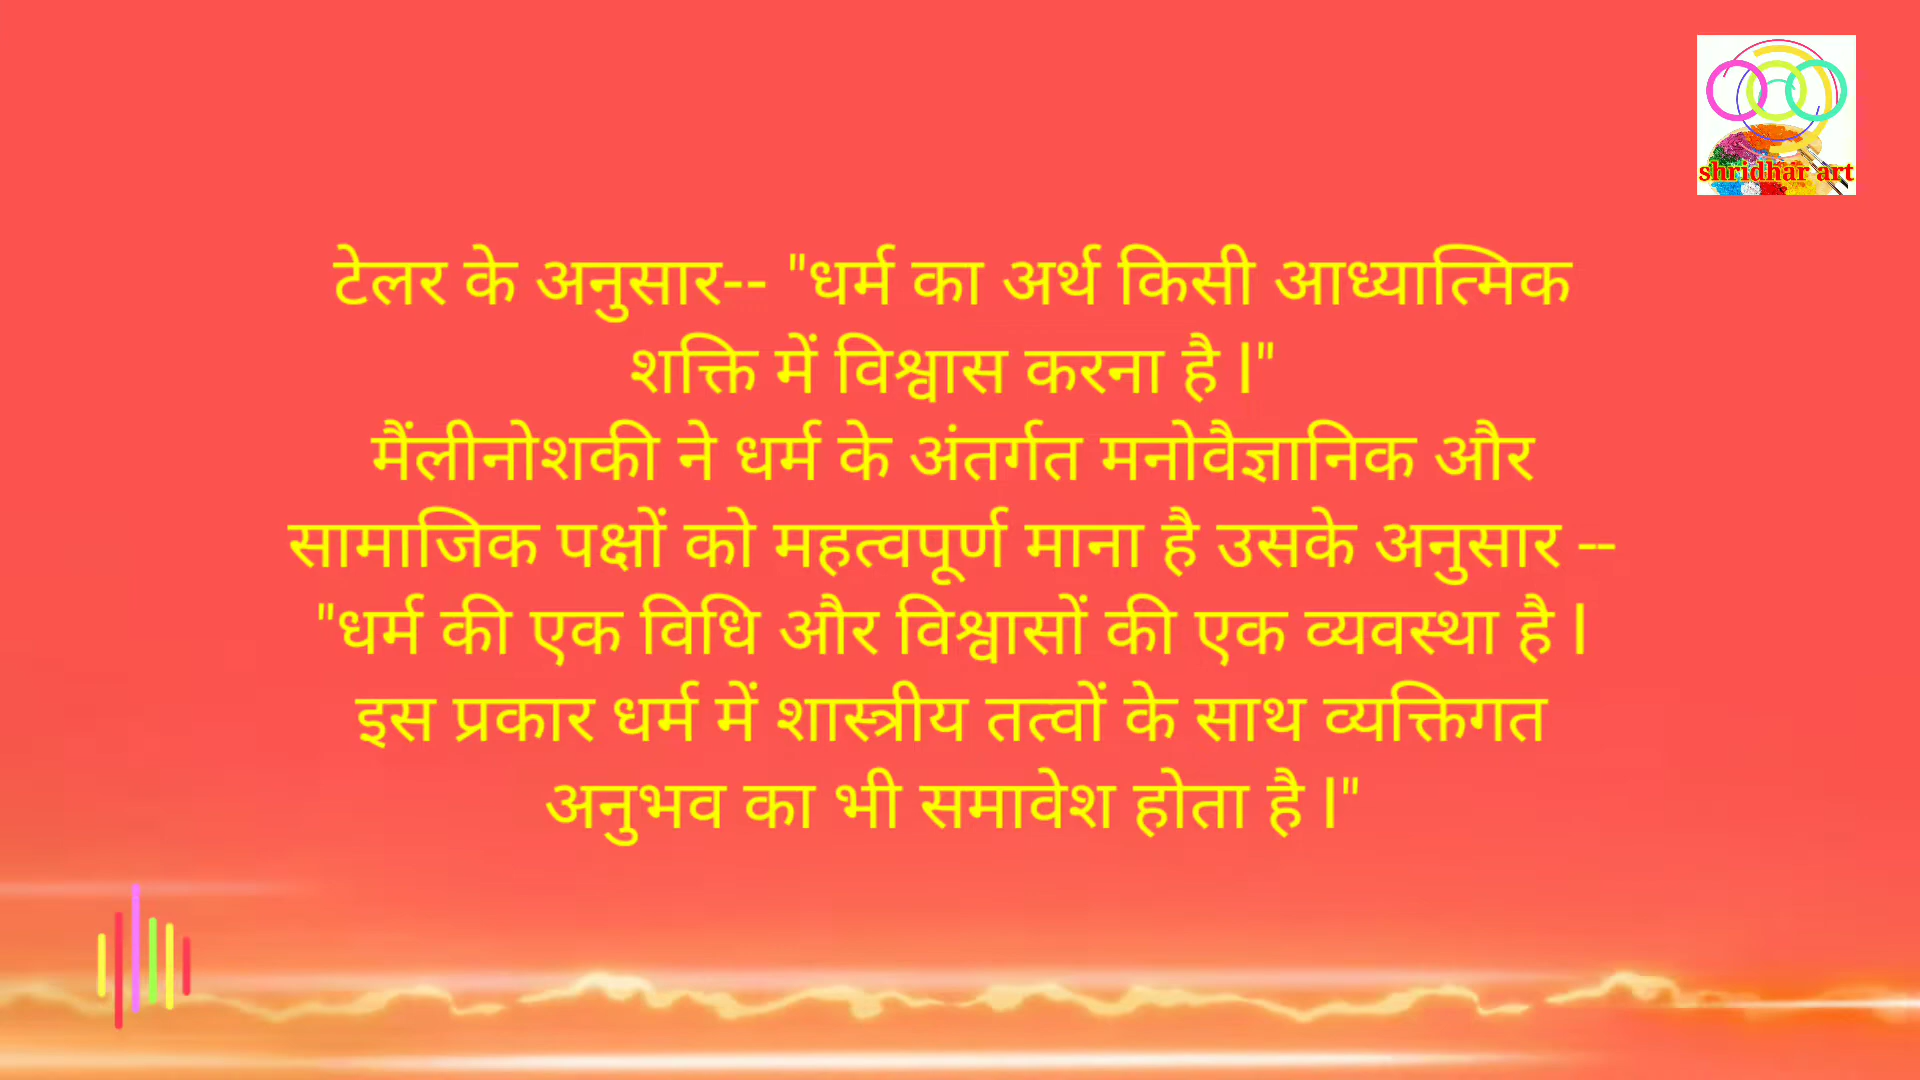 shridhar art
टेलर के अनुसार-- "धर्म का अर्थ किसी आध्यात्मिक
शक्ति में विश्वास करना है।"
मैंलीनोशकी ने धर्म के अंतर्गत मनोवैज्ञानिक और
सामाजिक पक्षों को महत्वपूर्ण माना है उसके अनुसार --
"धर्म की एक विधि और विश्वासों की एक व्यवस्था है।
इस प्रकार धर्म में शास्त्रीय तत्वों के साथ व्यक्तिगत
अनुभव का भी समावेश होता है।"